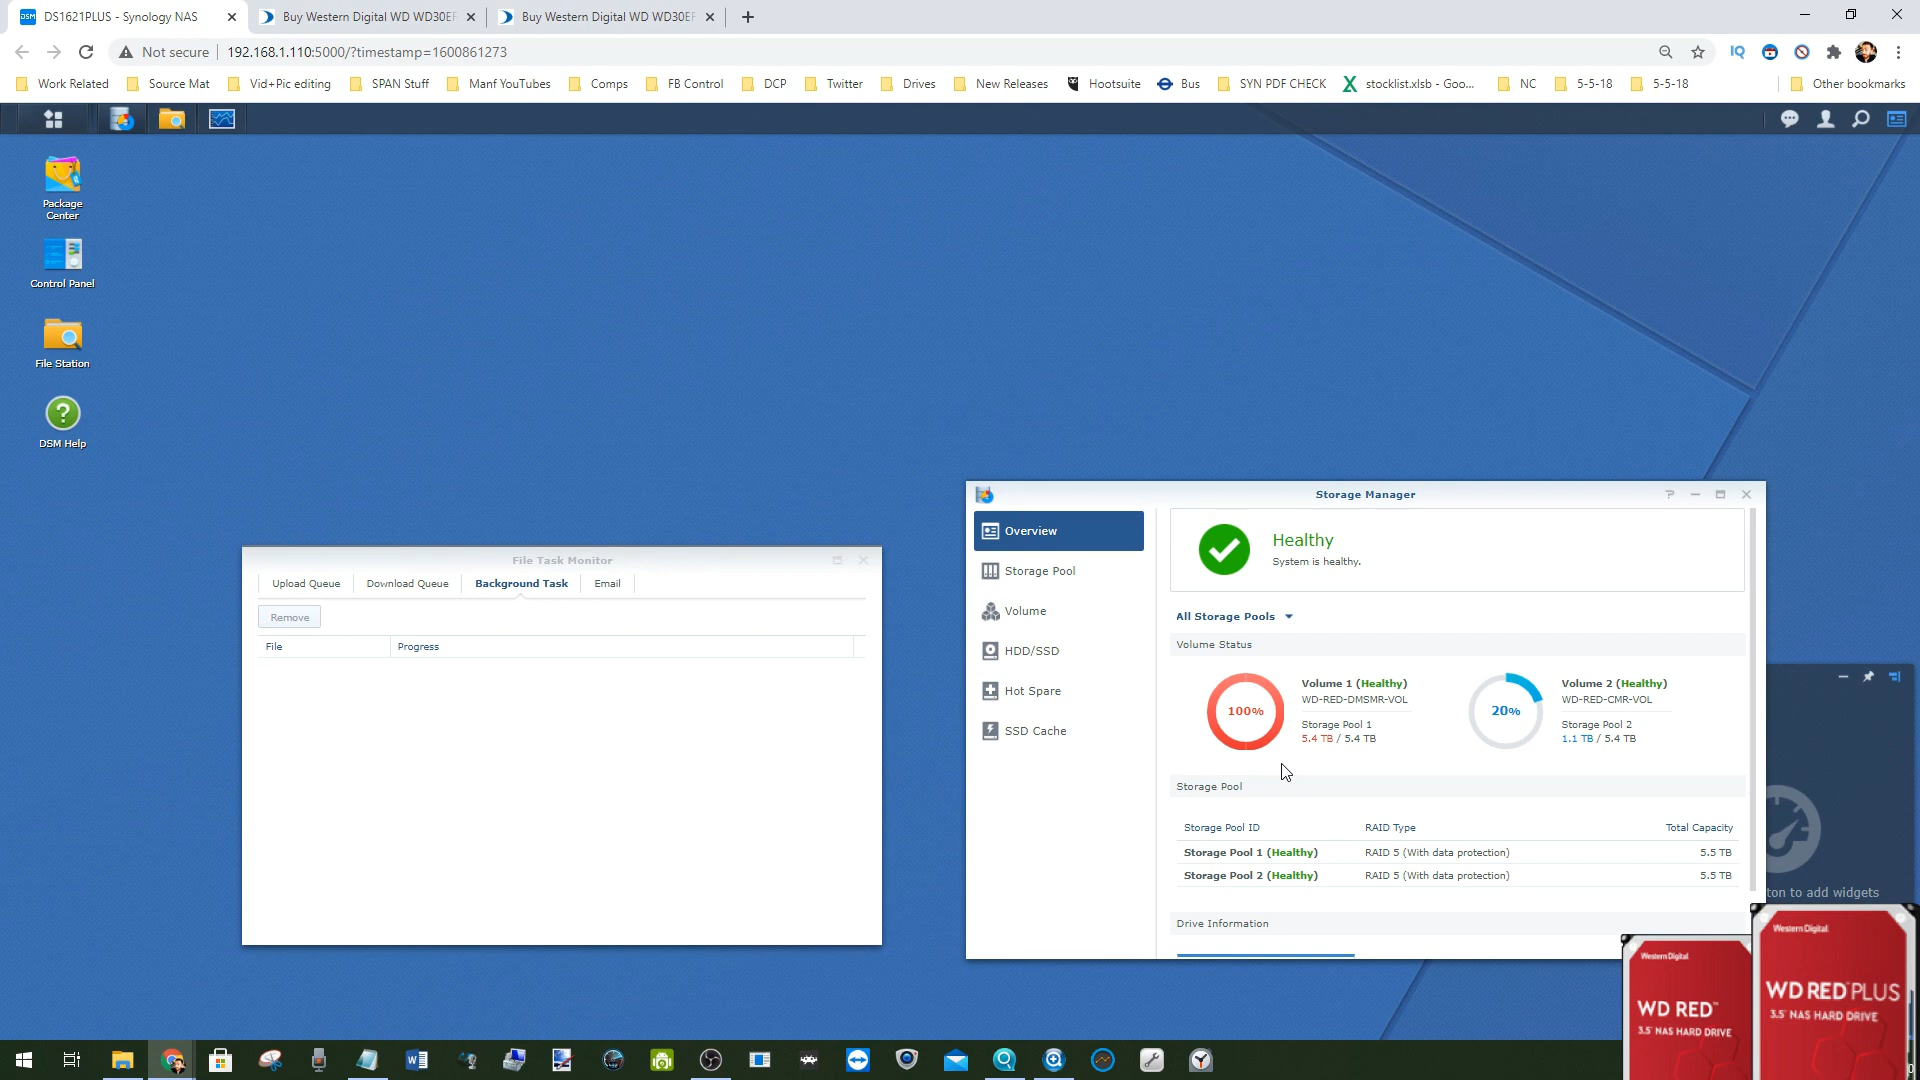 DS1621PLUS - Synology NAS
Buy Western Digital WD WD30EF
Buy Western Digital WD WD30EF
Not secure
192.168.1.110:5000/?timestamp=1600861273
Work Related
Source Mat
Vid+Pic editing
SPAN Stuff
Manf YouTubes
Comps
FB Control
DCP
Twitter
Drives
New Releases
Hootsuite
Bus
SYN PDF CHECK
stocklist.xlsb - Goo...
NC
5-5-18
5-5-18
Other bookmarks
Package
Center
Control Panel
File Station
DSM Help
File Task Monitor
Upload Queue
Download Queue
Background Task
Email
Remove
File
Progress
Storage Manager
Overview
Storage Pool
Volume
HDD/SSD
Hot Spare
SSD Cache
Healthy
System is healthy.
All Storage Pools
Volume Status
100%
Volume 1 (Healthy)
WD-RED-DMSMR-VOL
Storage Pool 1
5.4 TB / 5.4 TB
20%
Volume 2 (Healthy)
WD-RED-CMR-VOL
Storage Pool 2
1.1 TB / 5.4 TB
Storage Pool
Storage Pool ID
RAID Type
Total Capacity
Storage Pool 1 (Healthy)
RAID 5 (With data protection)
5.5 TB
Storage Pool 2 (Healthy)
RAID 5 (With data protection)
5.5 TB
Drive Information
ton to add widgets
Western Digital
WD RED™
3.5" NAS HARD DRIVE
Western Digital
WD RED™PLUS
3.5" NAS HARD DRIVE